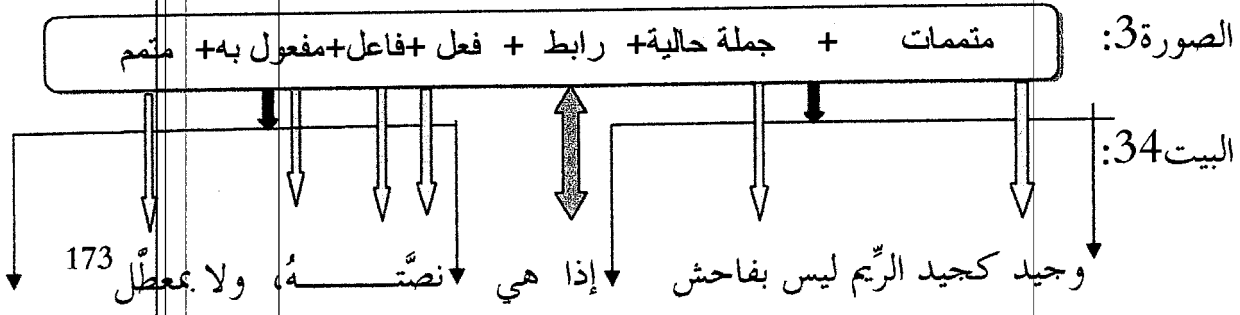 الصورة3: متممات + جملة حالية+ رابط + فعل +فاعل+مفعول به+ متمم
البيت34:
وجيد كجيد الرِّيم ليس بفاحش إذا هي نصَّتــــــــهُ، ولا بمعطَّل 173